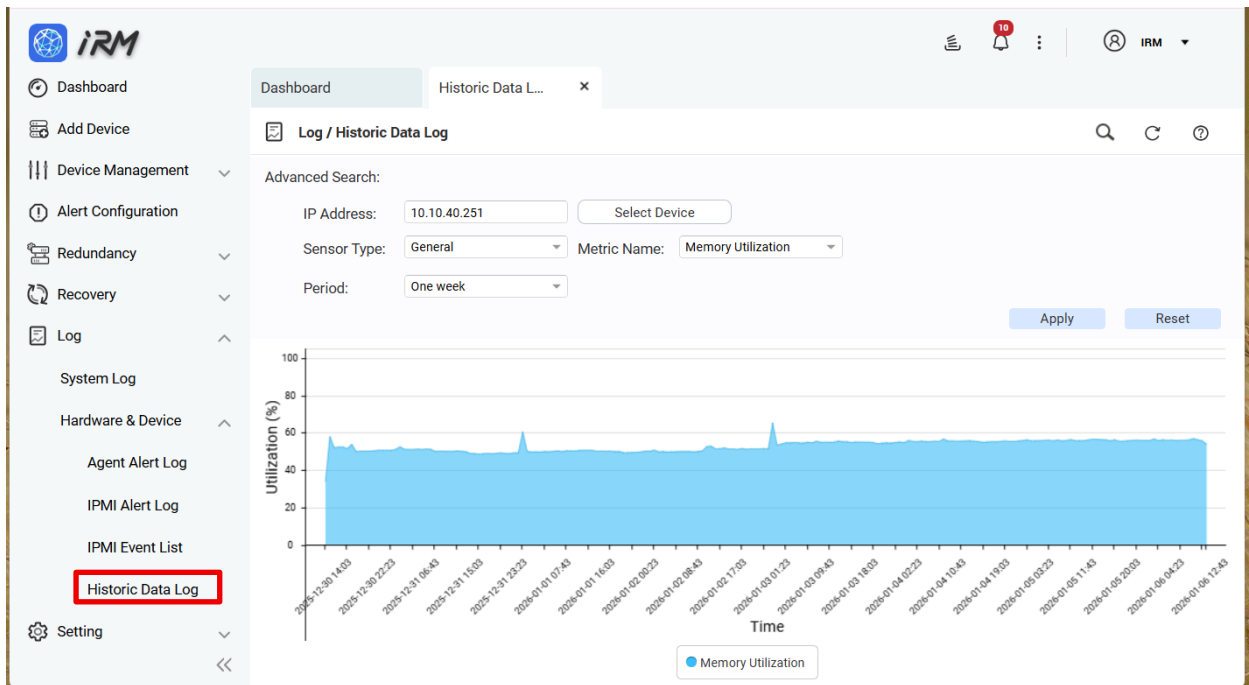 iRM
10
IRM
Dashboard
Add Device
Device Management
Alert Configuration
Redundancy
Recovery
Log
System Log
Hardware & Device
Agent Alert Log
IPMI Alert Log
IPMI Event List
Historic Data Log
Setting
Dashboard
Historic Data L...
Log / Historic Data Log
Advanced Search:
IP Address: 10.10.40.251 Select Device
Sensor Type: General Metric Name: Memory Utilization
Period: One week
Apply Reset
Utilization (%)
100
80
60
40
20
0
2025-12-30 14:03
2025-12-30 22:23
2025-12-31 06:43
2025-12-31 15:03
2025-12-31 23:23
2026-01-01 07:43
2026-01-01 16:03
2026-01-02 00:23
2026-01-02 08:43
2026-01-02 17:03
2026-01-03 01:23
2026-01-03 09:43
2026-01-03 18:03
2026-01-04 02:23
2026-01-04 10:43
2026-01-04 19:03
2026-01-05 03:23
2026-01-05 11:43
2026-01-05 20:03
2026-01-06 04:23
2026-01-06 12:43
Time
Memory Utilization